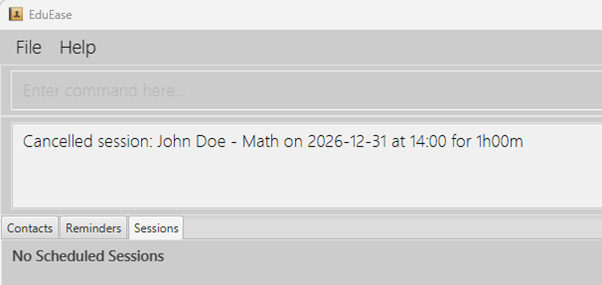 EduEase
File Help
Enter command here...
Cancelled session: John Doe - Math on 2026-12-31 at 14:00 for 1h00m
Contacts Reminders Sessions
No Scheduled Sessions